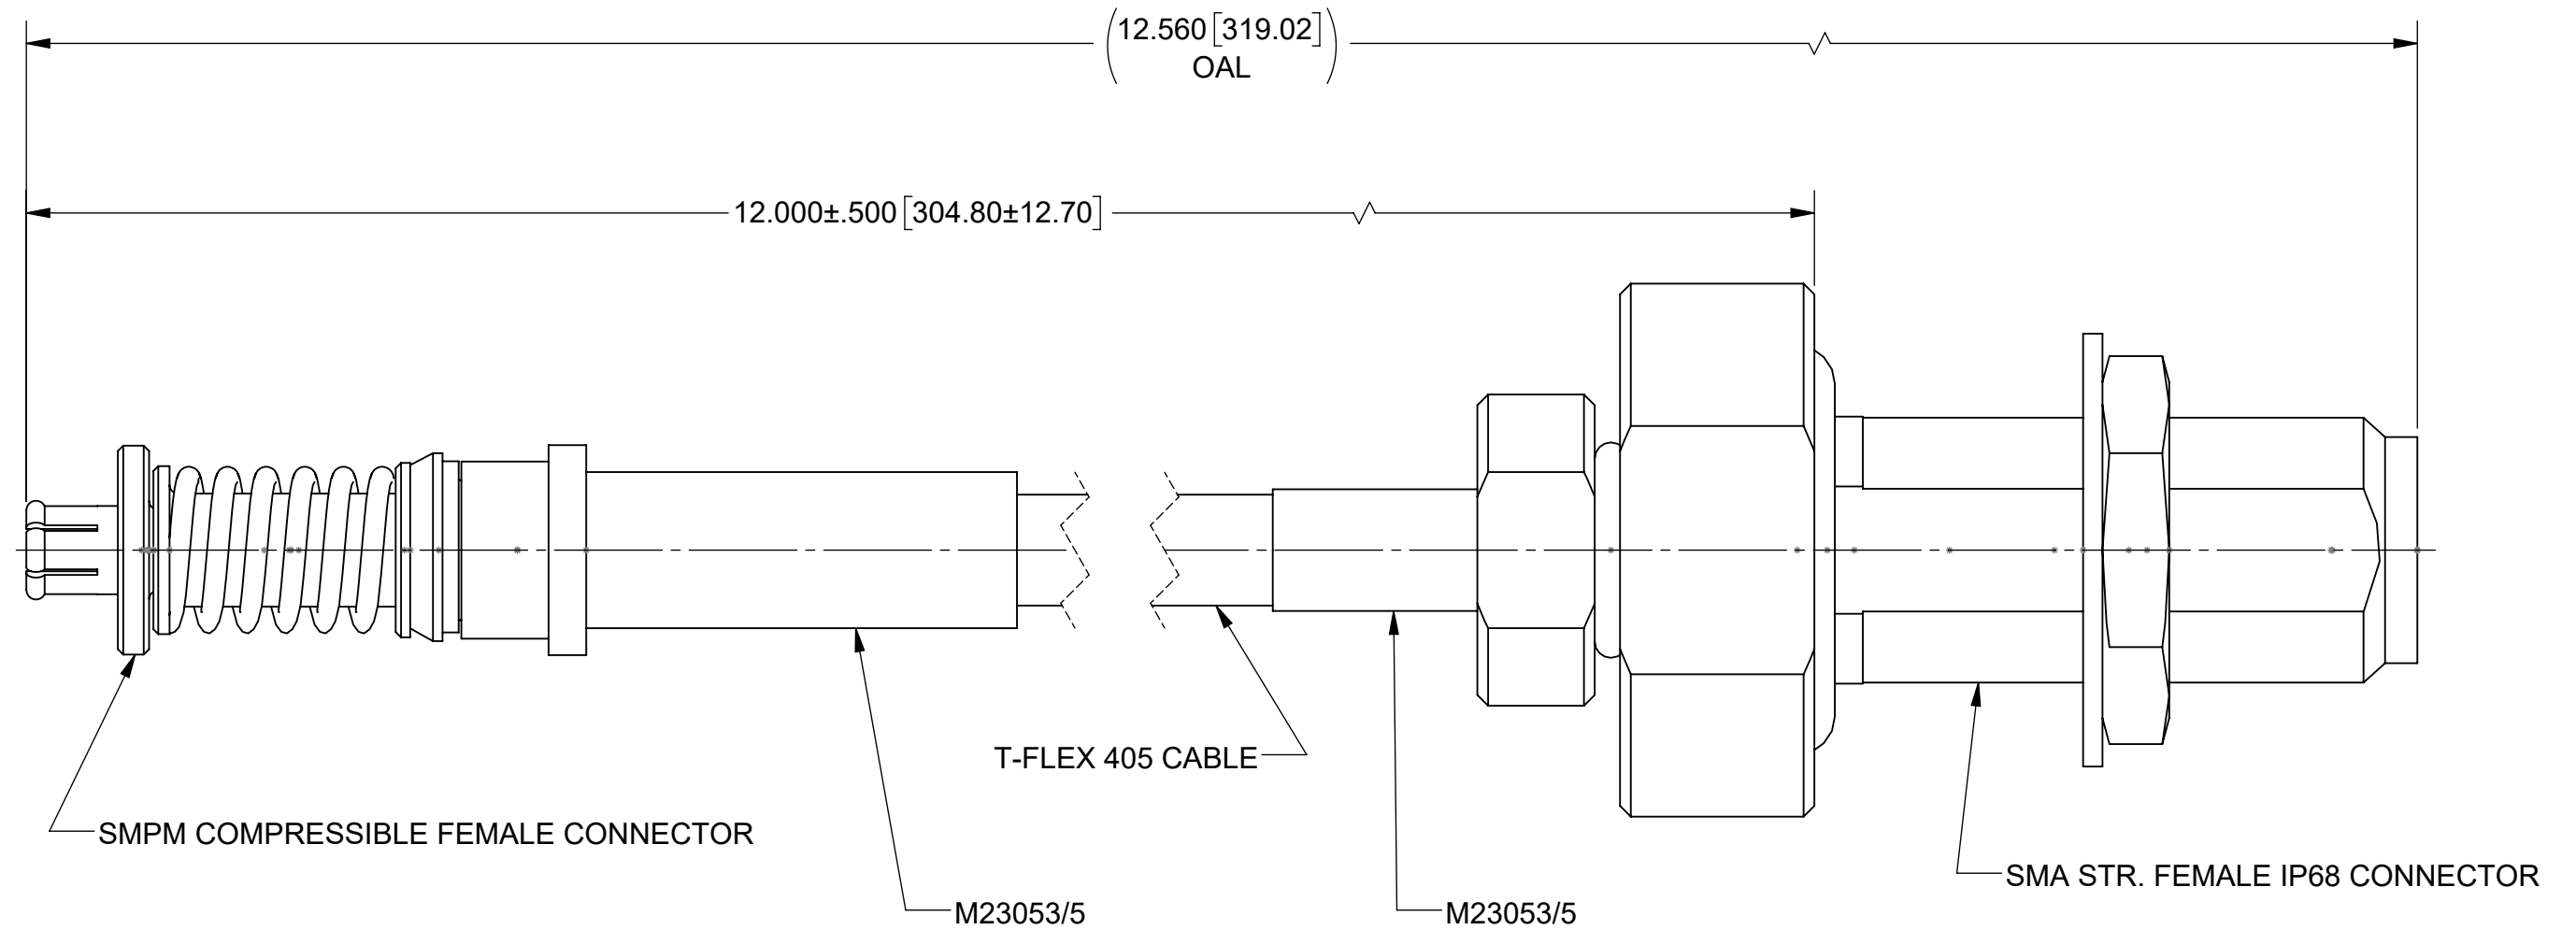 (12.560 [319.02])
OAL
12.000±.500 [304.80±12.70]
T-FLEX 405 CABLE
SMPM COMPRESSIBLE FEMALE CONNECTOR
SMA STR. FEMALE IP68 CONNECTOR
M23053/5
M23053/5